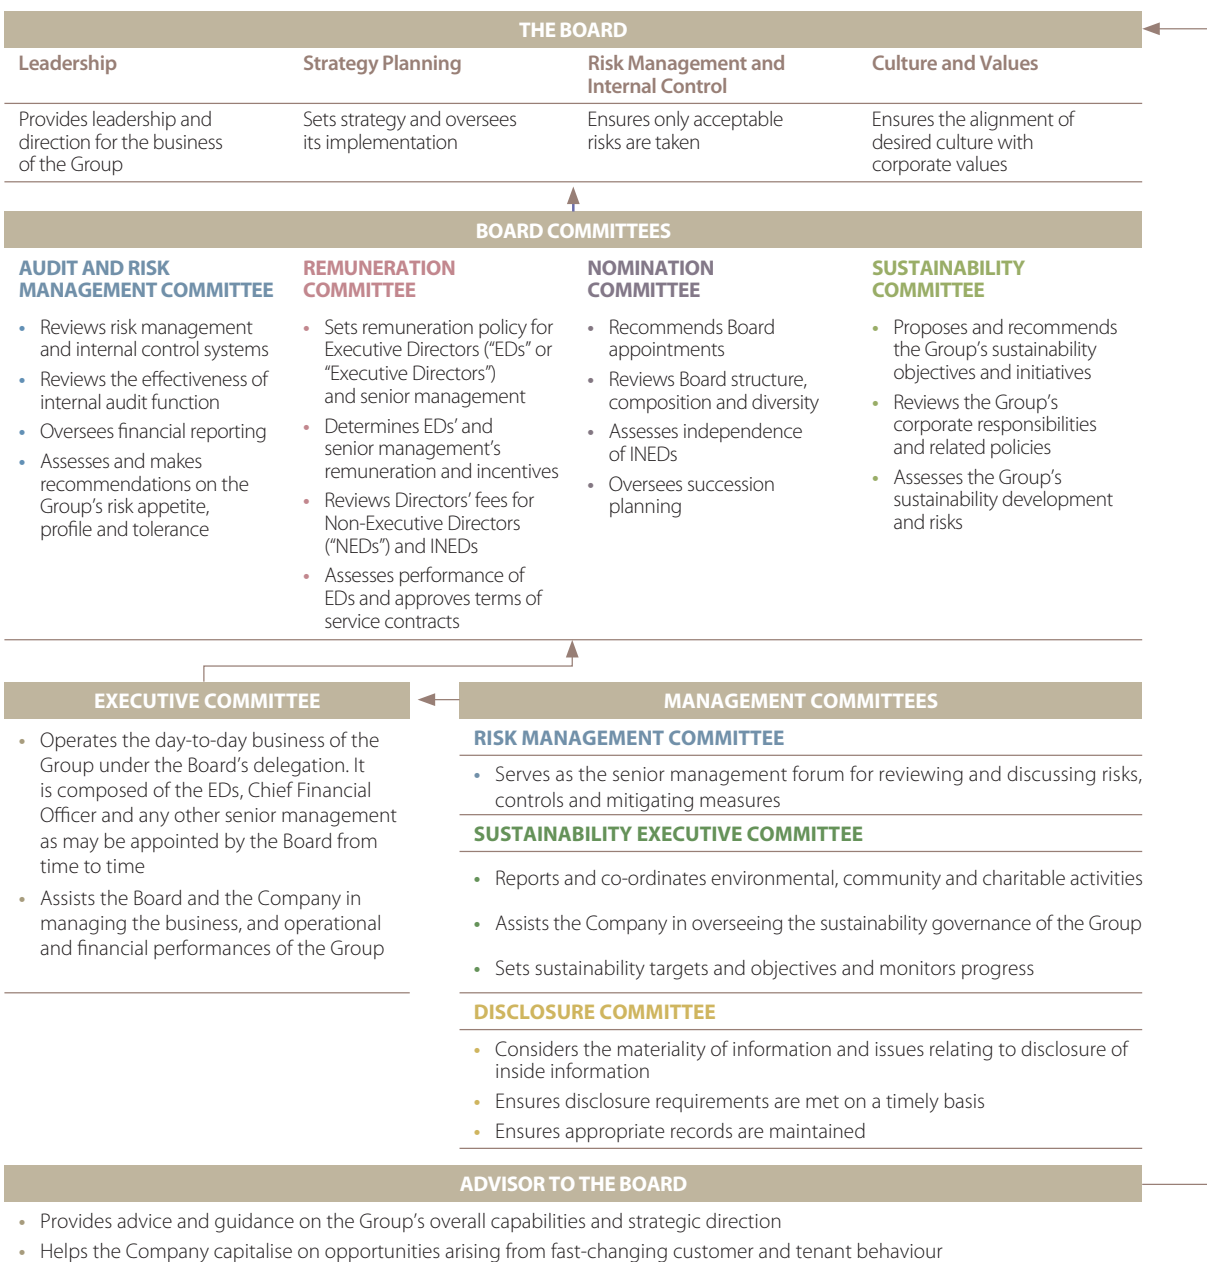 THE BOARD
Leadership
Provides leadership and
direction for the business
of the Group
Strategy Planning
Sets strategy and oversees
its implementation
Risk Management and
Internal Control
Ensures only acceptable
risks are taken
Culture and Values
Ensures the alignment of
desired culture with
corporate values
BOARD COMMITTEES
AUDIT AND RISK
MANAGEMENT COMMITTEE
• Reviews risk management
and internal control systems
• Reviews the effectiveness of
internal audit function
• Oversees financial reporting
• Assesses and makes
recommendations on the
Group’s risk appetite,
profile and tolerance
REMUNERATION
COMMITTEE
• Sets remuneration policy for
Executive Directors (“EDs” or
“Executive Directors”)
and senior management
• Determines EDs’ and
senior management’s
remuneration and incentives
• Reviews Directors’ fees for
Non-Executive Directors
(“NEDs”) and INEDs
• Assesses performance of
EDs and approves terms of
service contracts
NOMINATION
COMMITTEE
• Recommends Board
appointments
• Reviews Board structure,
composition and diversity
• Assesses independence
of INEDs
• Oversees succession
planning
SUSTAINABILITY
COMMITTEE
• Proposes and recommends
the Group’s sustainability
objectives and initiatives
• Reviews the Group’s
corporate responsibilities
and related policies
• Assesses the Group’s
sustainability development
and risks
EXECUTIVE COMMITTEE
• Operates the day-to-day business of the
Group under the Board’s delegation. It
is composed of the EDs, Chief Financial
Officer and any other senior management
as may be appointed by the Board from
time to time
• Assists the Board and the Company in
managing the business, and operational
and financial performances of the Group
MANAGEMENT COMMITTEES
RISK MANAGEMENT COMMITTEE
• Serves as the senior management forum for reviewing and discussing risks,
controls and mitigating measures
SUSTAINABILITY EXECUTIVE COMMITTEE
• Reports and co-ordinates environmental, community and charitable activities
• Assists the Company in overseeing the sustainability governance of the Group
• Sets sustainability targets and objectives and monitors progress
DISCLOSURE COMMITTEE
• Considers the materiality of information and issues relating to disclosure of
inside information
• Ensures disclosure requirements are met on a timely basis
• Ensures appropriate records are maintained
ADVISOR TO THE BOARD
• Provides advice and guidance on the Group’s overall capabilities and strategic direction
• Helps the Company capitalise on opportunities arising from fast-changing customer and tenant behaviour